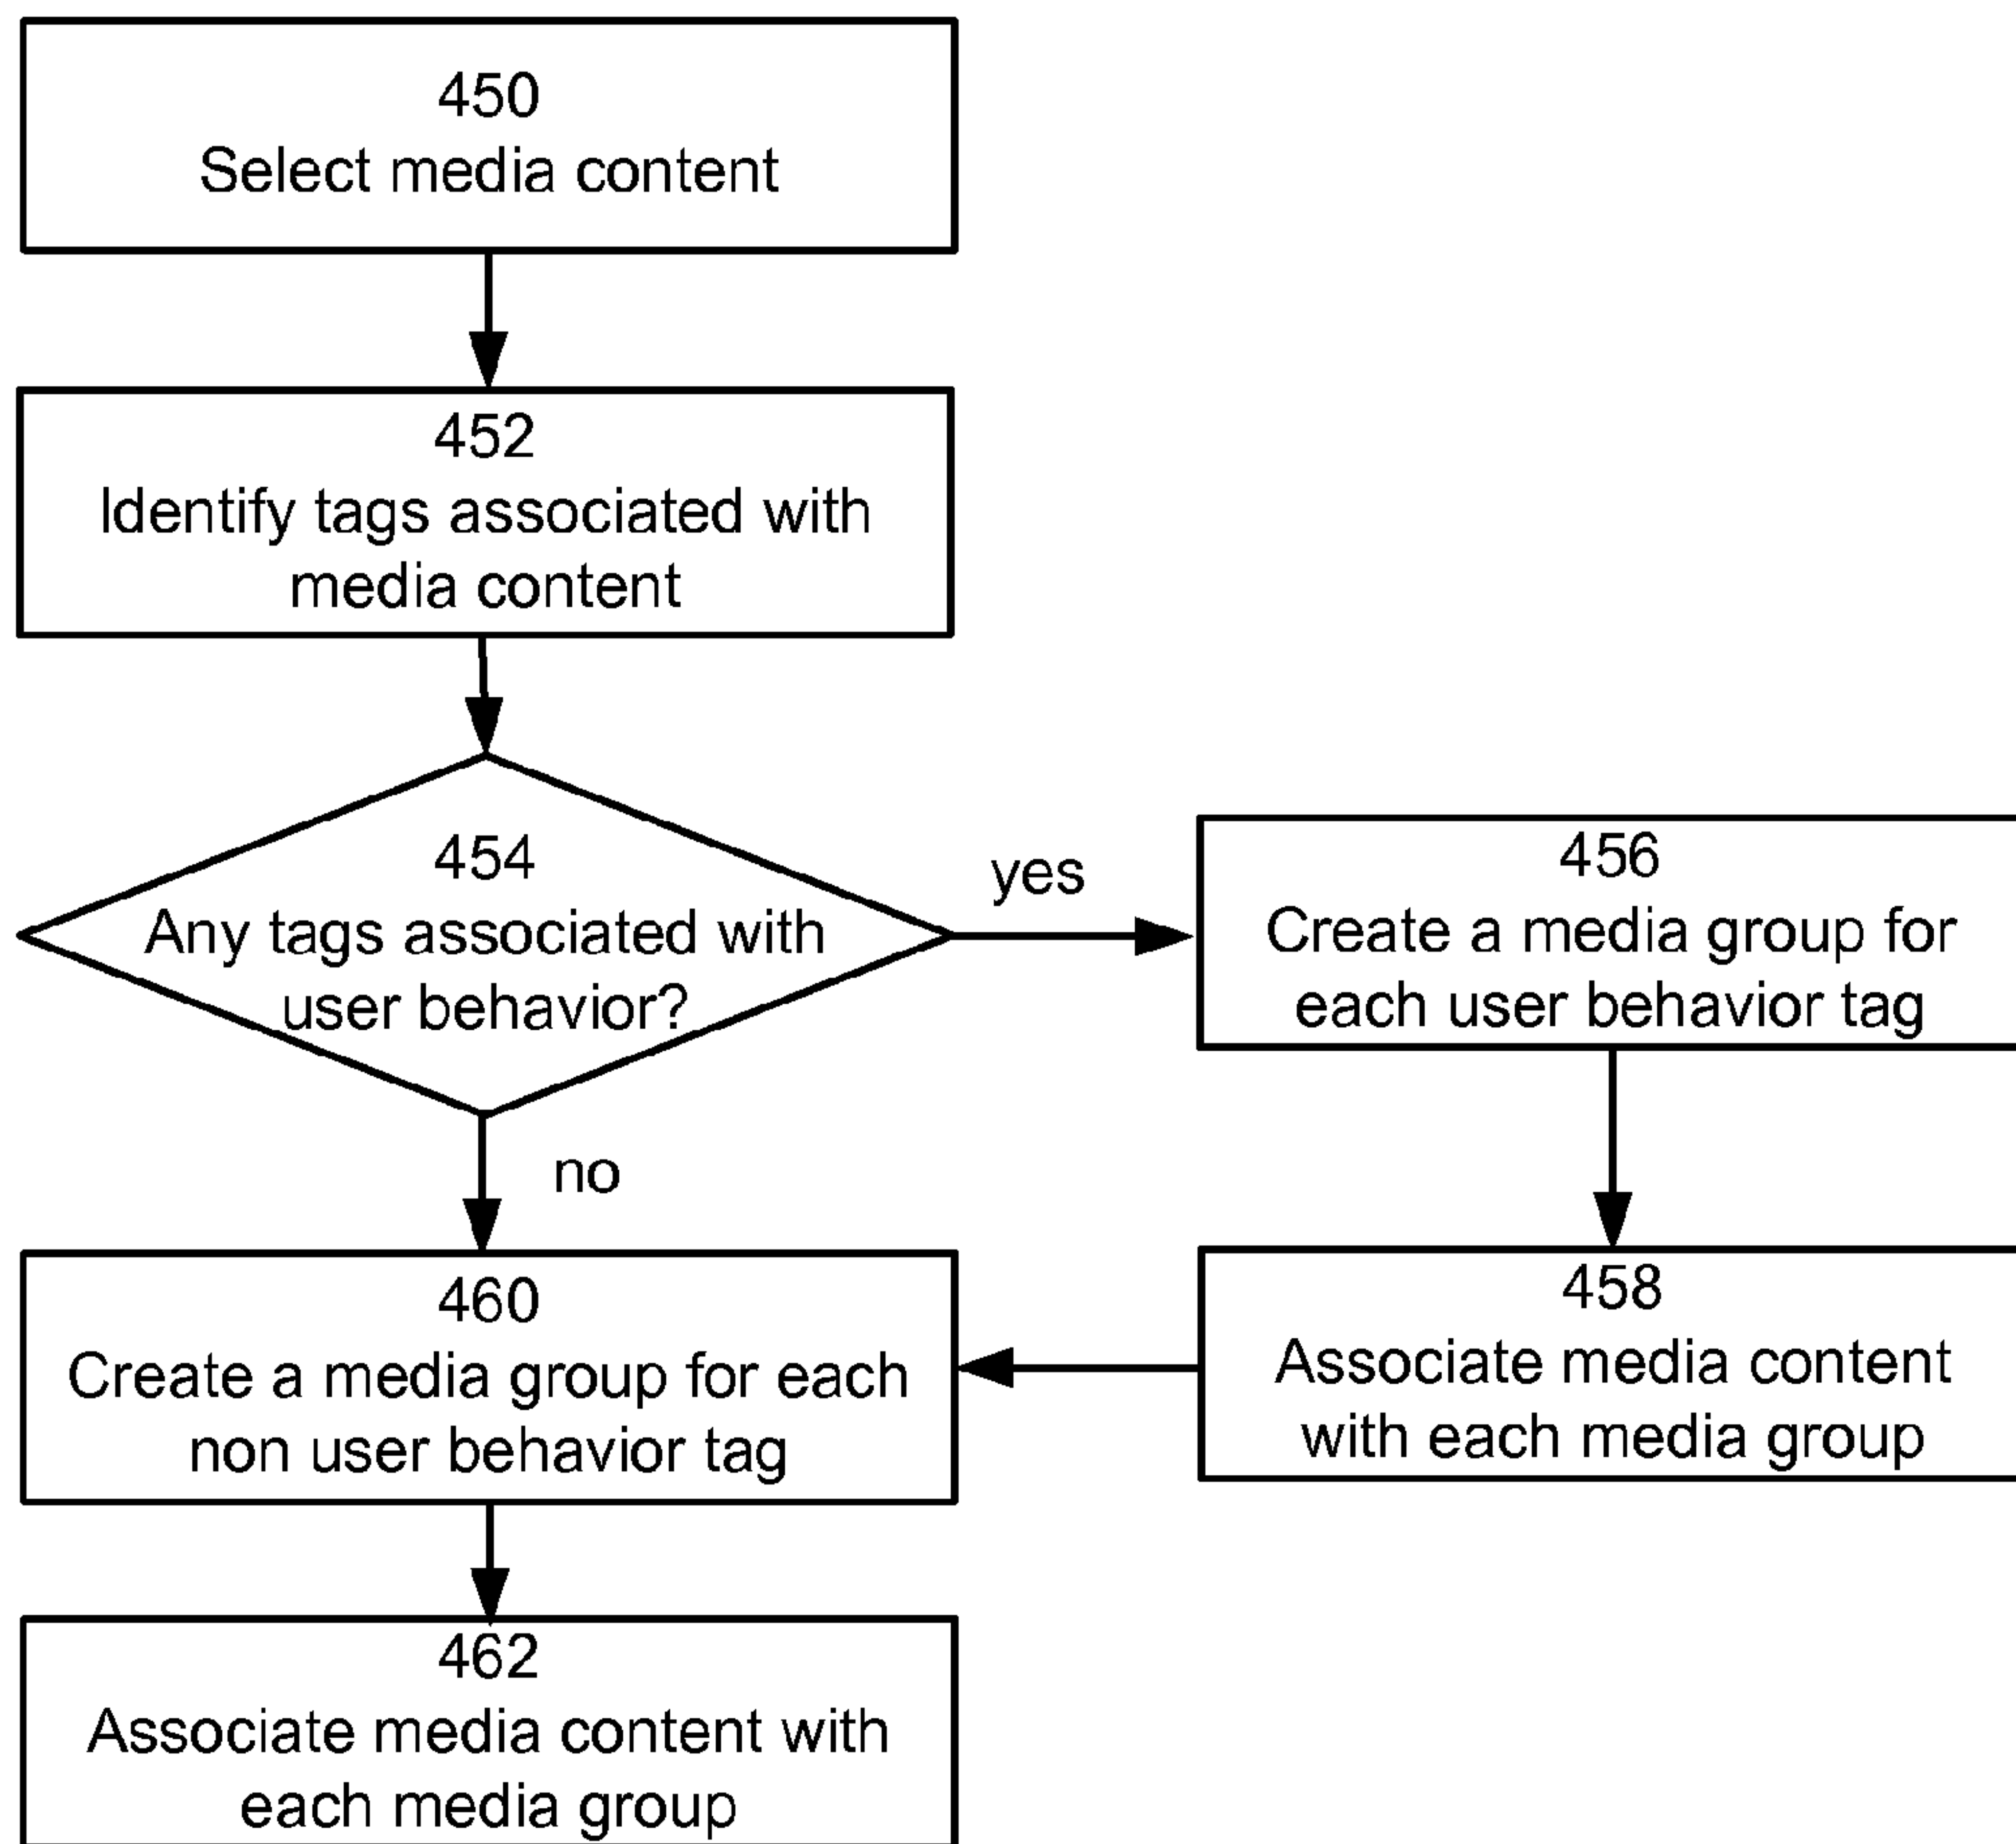 450
Select media content
452
Identify tags associated with
media content
454
Any tags associated with
user behavior?
yes
456
Create a media group for
each user behavior tag
no
458
Associate media content
with each media group
460
Create a media group for each
non user behavior tag
462
Associate media content with
each media group